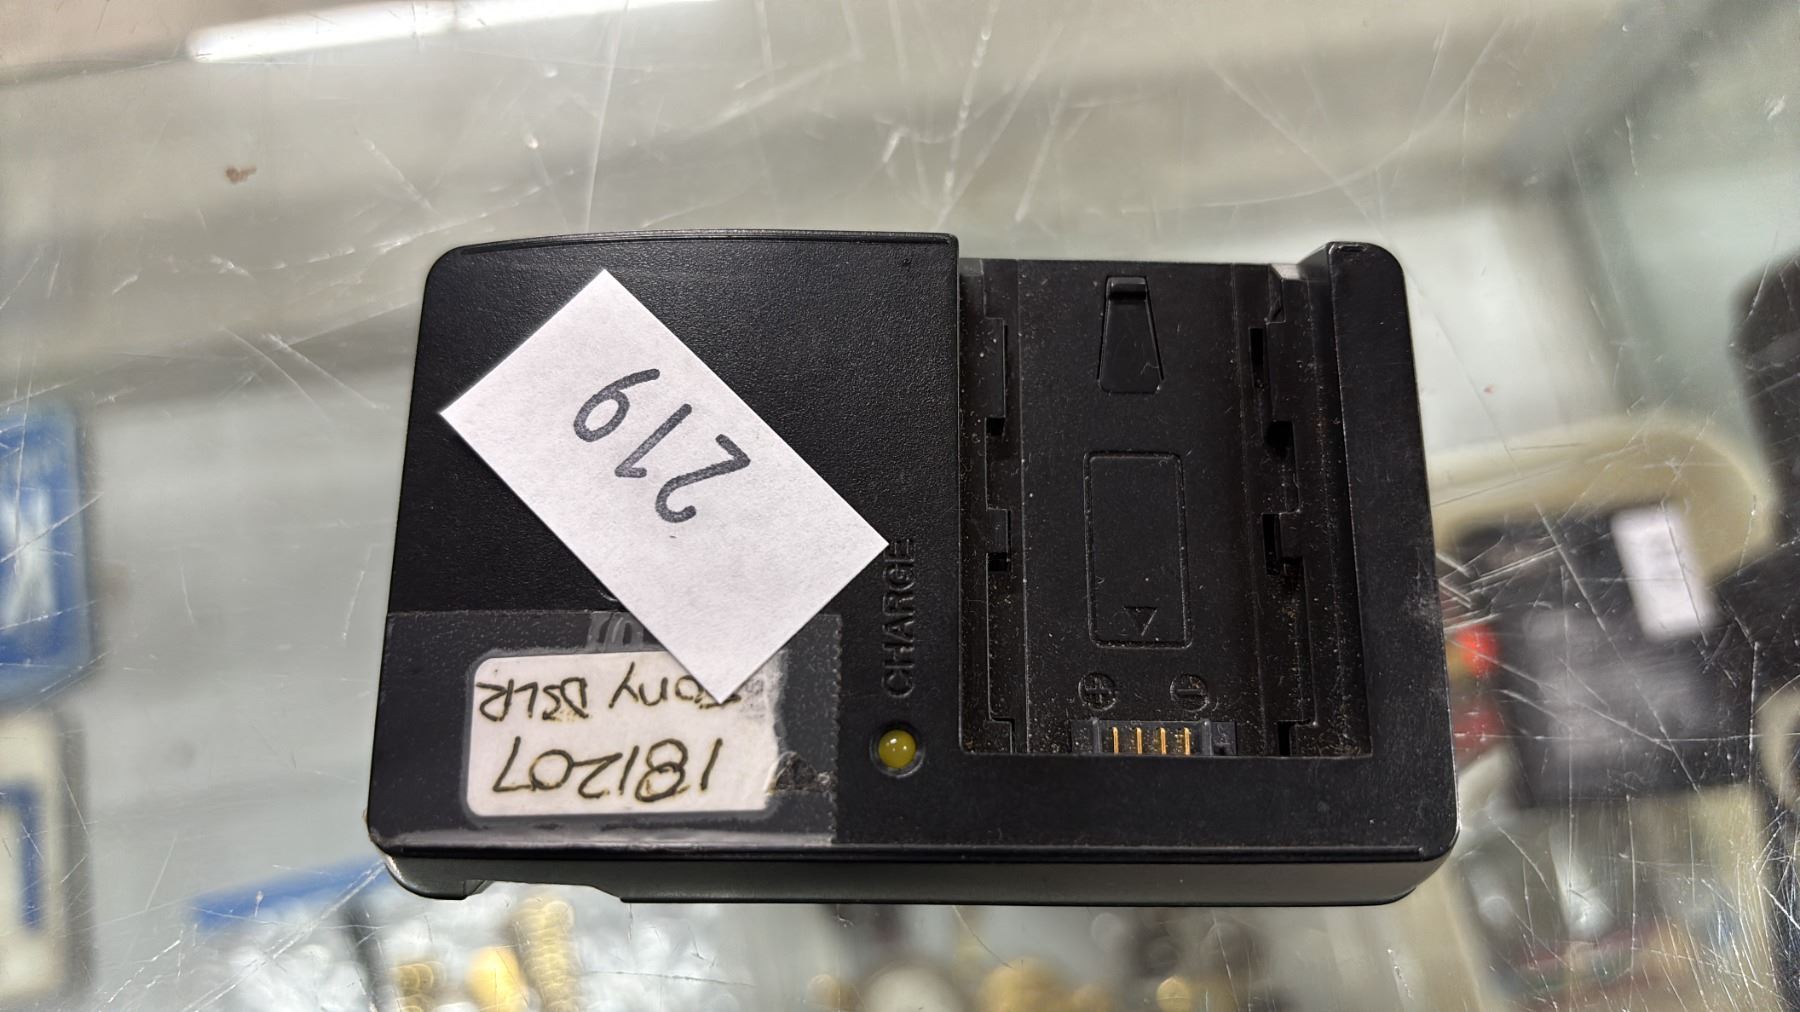 219
181207
Sony DSLR
CHARGE
+ -